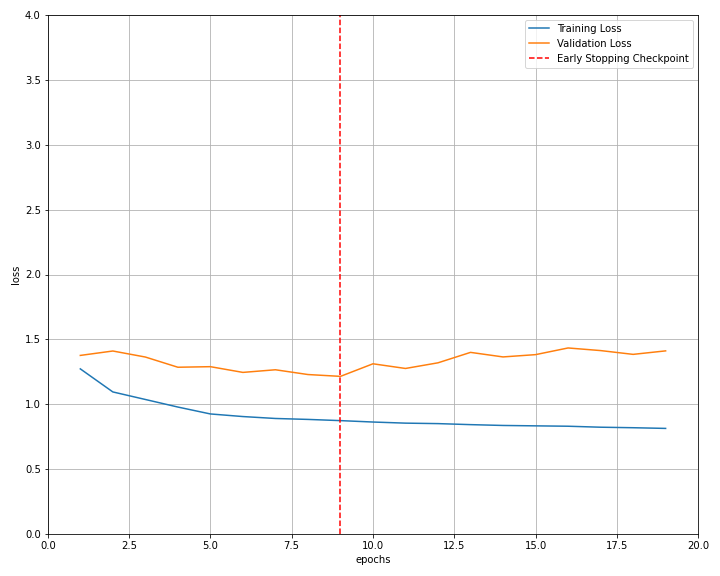 4.0
3.5
3.0
2.5
2.0
1.5
1.0
0.5
0.0
loss
Training Loss
Validation Loss
Early Stopping Checkpoint
0.0 2.5 5.0 7.5 10.0 12.5 15.0 17.5 20.0
epochs